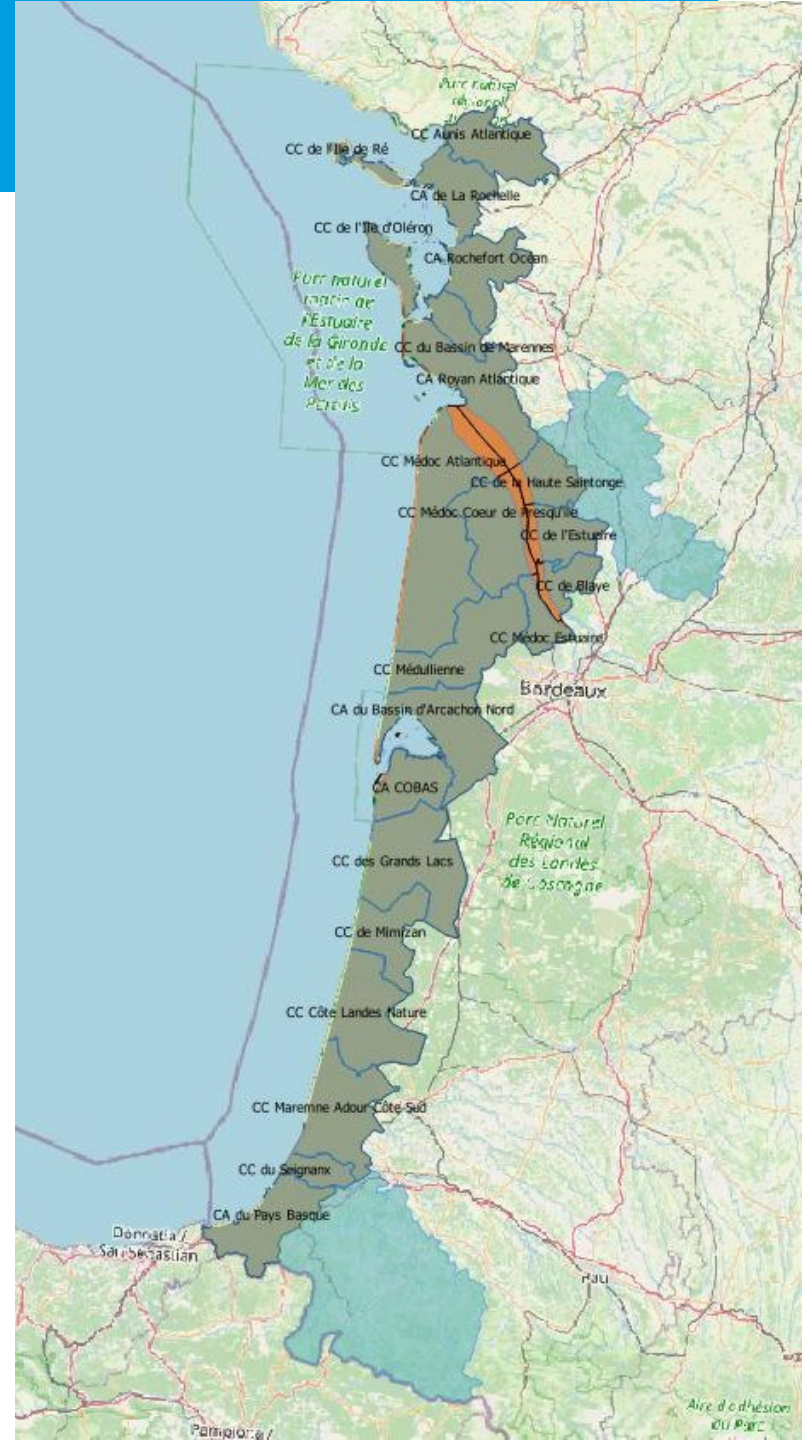 Parc naturel
régional
CC Aunis Atlantique
CC de l'Ile de Ré
CA de La Rochelle
CC de l'Ile d'Oléron
CA Rochefort Océan
Parc naturel
marin de
l'Estuaire
de la Gironde
et de la
Mer des
Pertuis
CC du Bassin de Marennes
CA Royan Atlantique
CC Médoc Atlantique
CC de la Haute Saintonge
CC Médoc Coeur de Presqu'île
CC de l'Estuaire
CC de Blaye
CC Médoc Estuaire
CC Médullienne
Bordeaux
CA du Bassin d'Arcachon Nord
CA COBAS
Parc Naturel
Régional
des Landes
de Gascogne
CC des Grands Lacs
CC de Mimizan
CC Côte Landes Nature
CC Maremne Adour Côte-Sud
CC du Seignanx
CA du Pays Basque
Donostia /
San Sebastián
Pau
Aire d'adhésion
du Parc
Pamplona /